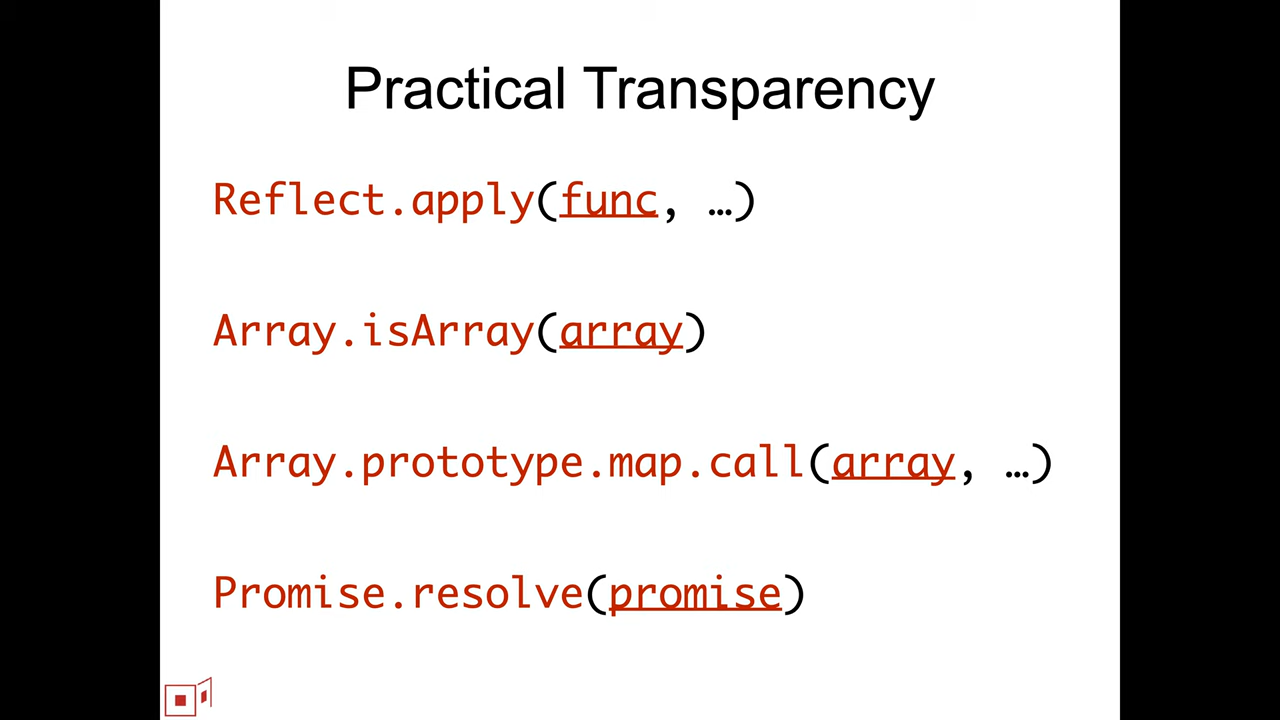 Practical Transparency
Reflect.apply(func, …)
Array.isArray(array)
Array.prototype.map.call(array, …)
Promise.resolve(promise)